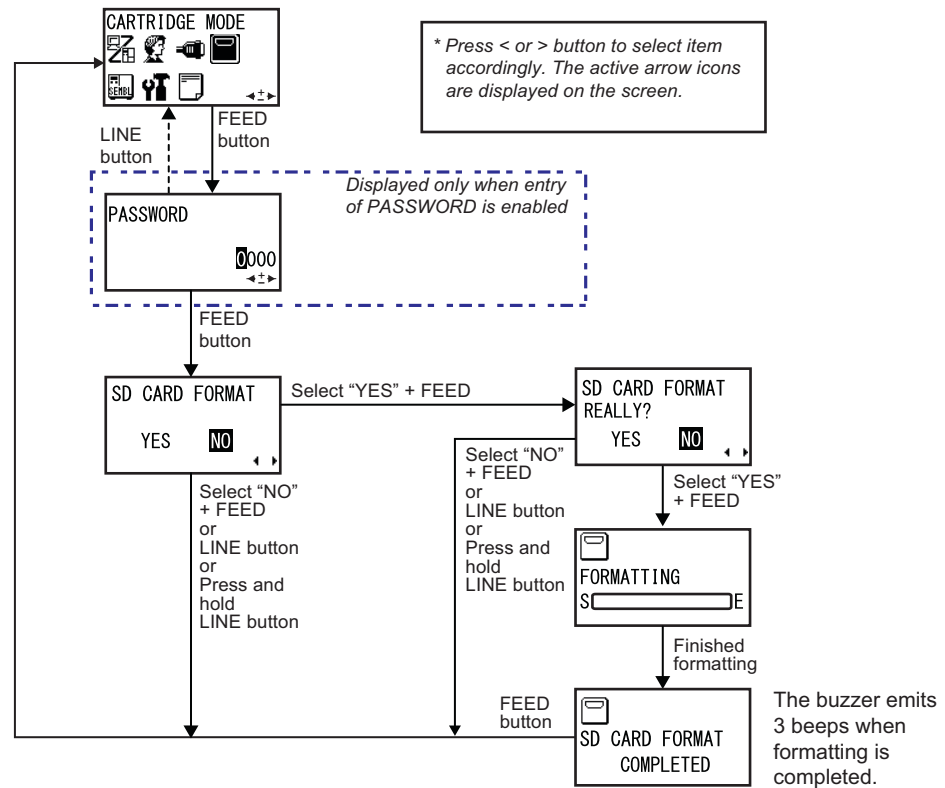 CARTRIDGE MODE
SEMBL
* Press < or > button to select item
accordingly. The active arrow icons
are displayed on the screen.
LINE
button
FEED
button
Displayed only when entry
of PASSWORD is enabled
PASSWORD
0000
FEED
button
SD CARD FORMAT
YES NO
Select “YES” + FEED
SD CARD FORMAT
REALLY?
YES NO
Select “NO”
+ FEED
or
LINE button
or
Press and
hold
LINE button
Select “NO”
+ FEED
or
LINE button
or
Press and
hold
LINE button
Select “YES”
+ FEED
FORMATTING
S E
Finished
formatting
FEED
button
SD CARD FORMAT
COMPLETED
The buzzer emits
3 beeps when
formatting is
completed.